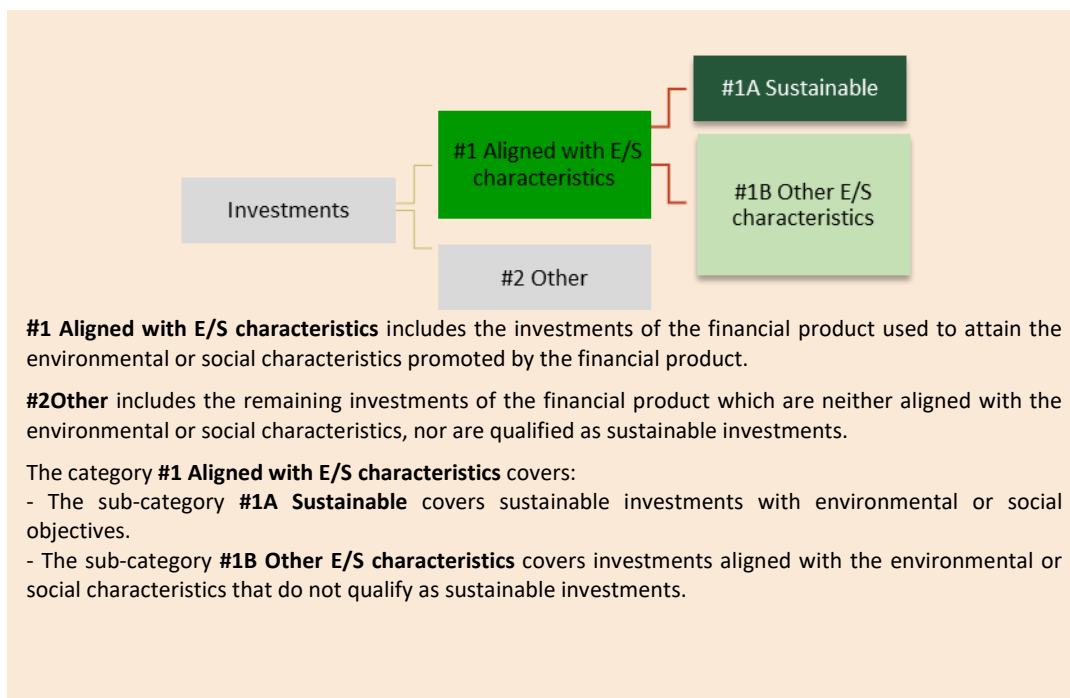 #1A Sustainable
#1 Aligned with E/S
characteristics
#1B Other E/S
characteristics
Investments
#2 Other
#1 Aligned with E/S characteristics includes the investments of the financial product used to attain the
environmental or social characteristics promoted by the financial product.
#2Other includes the remaining investments of the financial product which are neither aligned with the
environmental or social characteristics, nor are qualified as sustainable investments.
The category #1 Aligned with E/S characteristics covers:
- The sub-category #1A Sustainable covers sustainable investments with environmental or social
objectives.
- The sub-category #1B Other E/S characteristics covers investments aligned with the environmental or
social characteristics that do not qualify as sustainable investments.